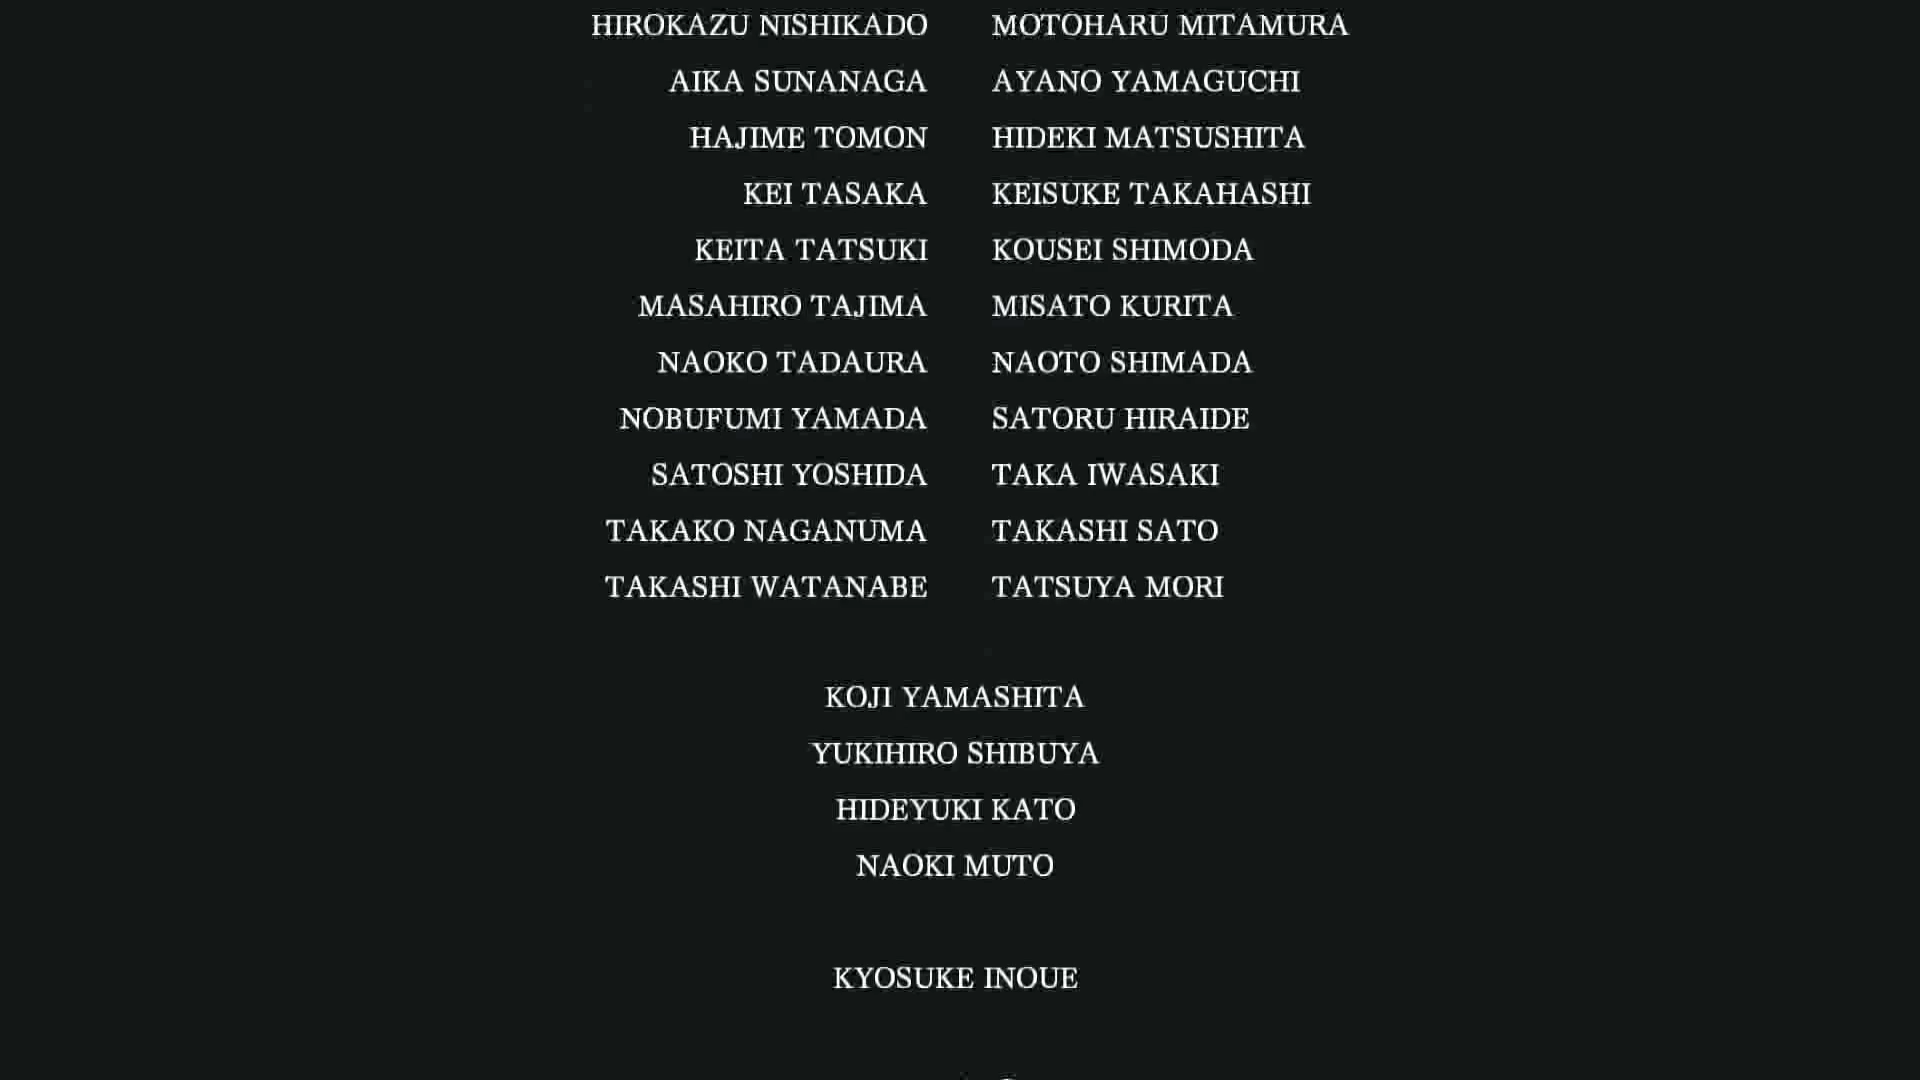 HIROKAZU NISHIKADO MOTOHARU MITAMURA
AIKA SUNANAGA AYANO YAMAGUCHI
HAJIME TOMON HIDEKI MATSUSHITA
KEI TASAKA KEISUKE TAKAHASHI
KEITA TATSUKI KOUSEI SHIMODA
MASAHIRO TAJIMA MISATO KURITA
NAOKO TADAURA NAOTO SHIMADA
NOBUFUMI YAMADA SATORU HIRAIDE
SATOSHI YOSHIDA TAKA IWASAKI
TAKAKO NAGANUMA TAKASHI SATO
TAKASHI WATANABE TATSUYA MORI
KOJI YAMASHITA
YUKIHIRO SHIBUYA
HIDEYUKI KATO
NAOKI MUTO
KYOSUKE INOUE